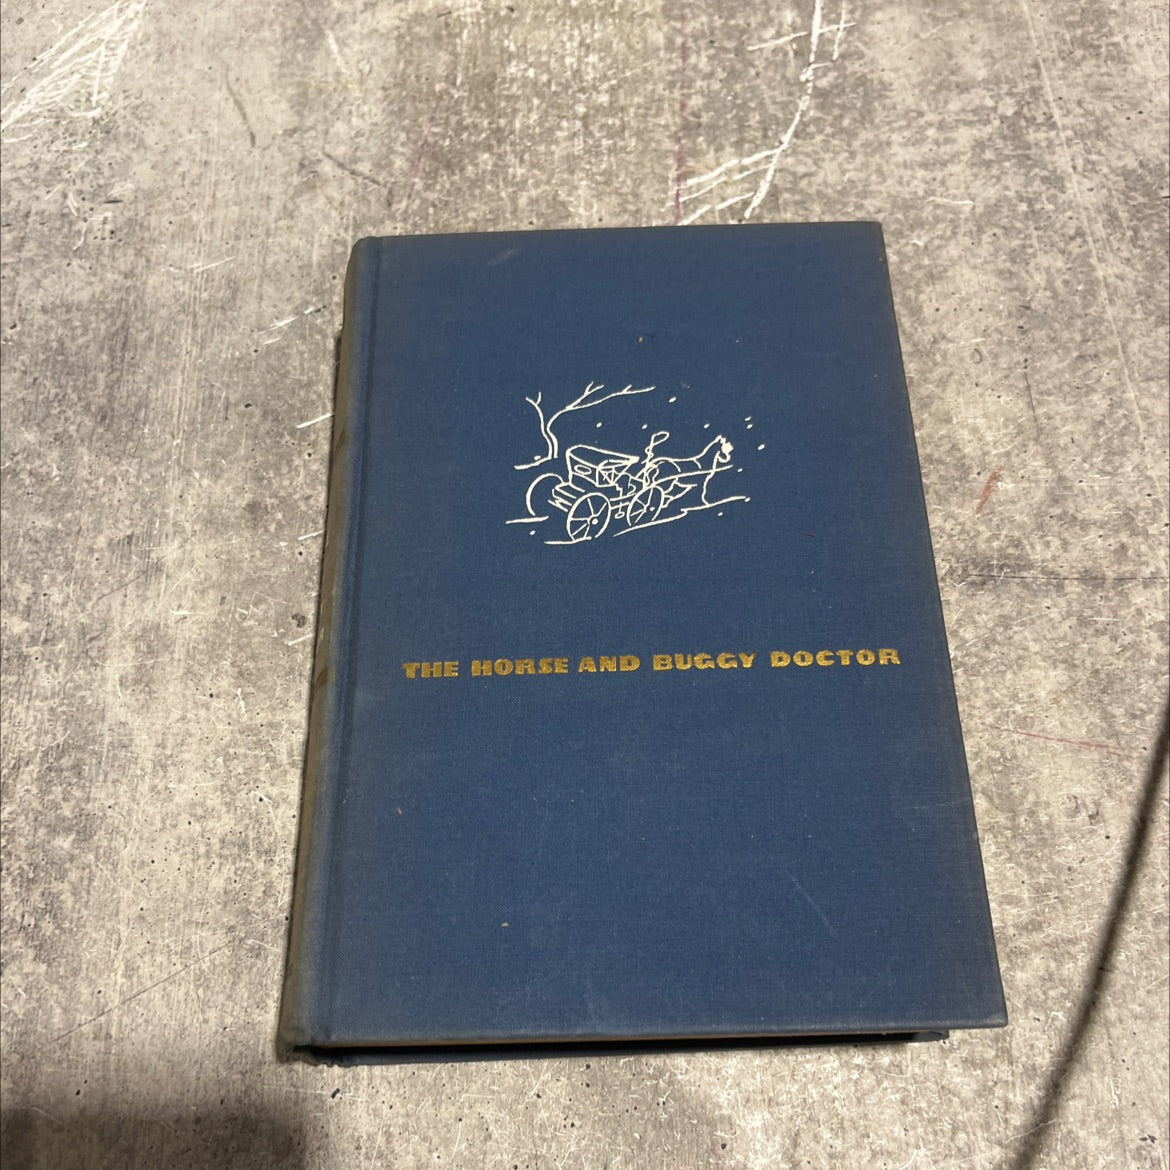 THE HORSE AND BUGGY DOCTOR